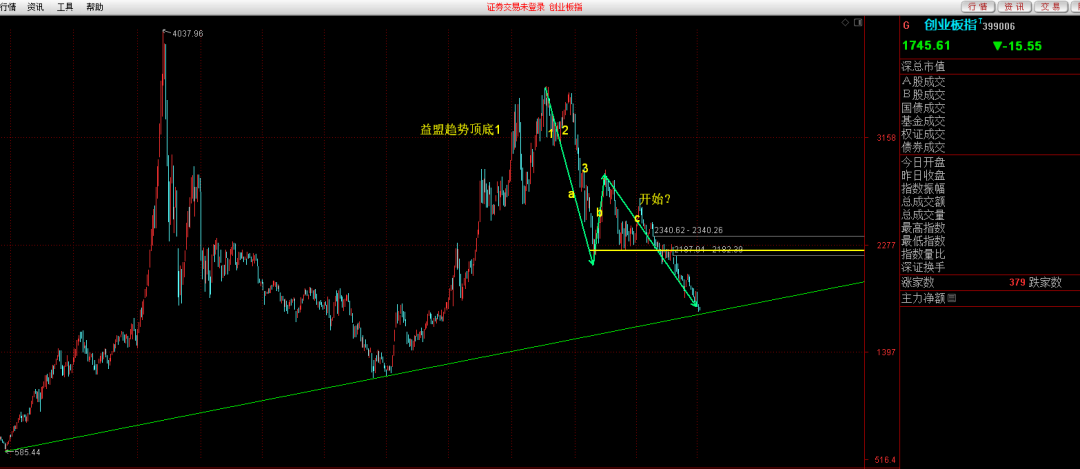 行情 资讯 工具 帮助
证券交易未登录 创业板指
行情 资讯 交易
4037.96
益盟趋势顶底1
1 2
3
a
b
开始?
c
2340.62 - 2340.26
2187.04 - 2182.39
585.44
3158
2277
1397
516.4
G 创业板指 399006
1745.61 ▼-15.55
深总市值
A股成交
B股成交
国债成交
基金成交
权证成交
债券成交
今日开盘
昨日收盘
指数振幅
总成交额
总成交量
最高指数
最低指数
指数量比
深证换手
涨家数 379 跌家数
主力净额